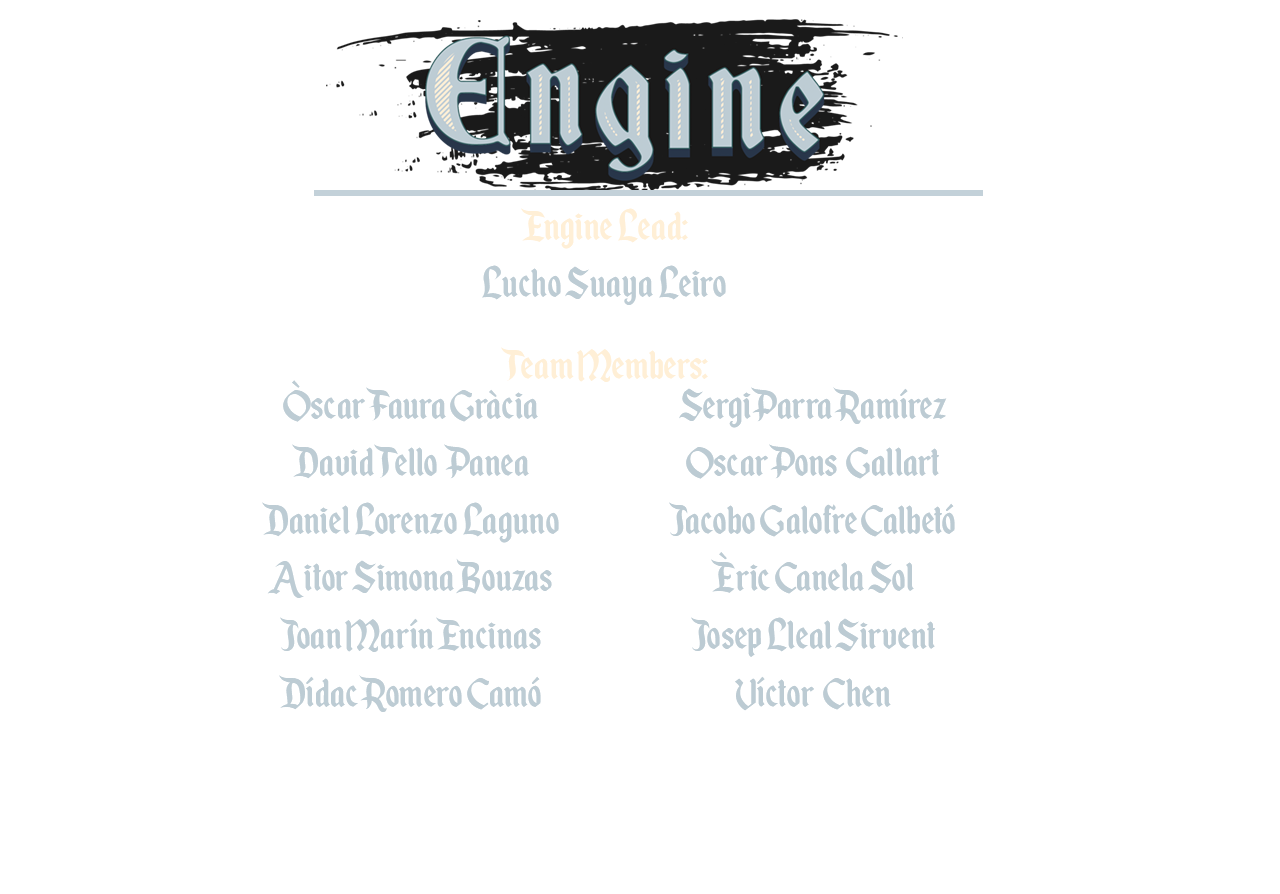 Engine
Engine Lead:
Lucho Suaya Leiro
Team Members:
Òscar Faura Gràcia
Sergi Parra Ramírez
David Tello Panea
Oscar Pons Gallart
Daniel Lorenzo Laguno
Jacobo Galofre Calbetó
Aitor Simona Bouzas
Èric Canela Sol
Joan Marín Encinas
Josep Lleal Sirvent
Dídac Romero Camó
Víctor Chen